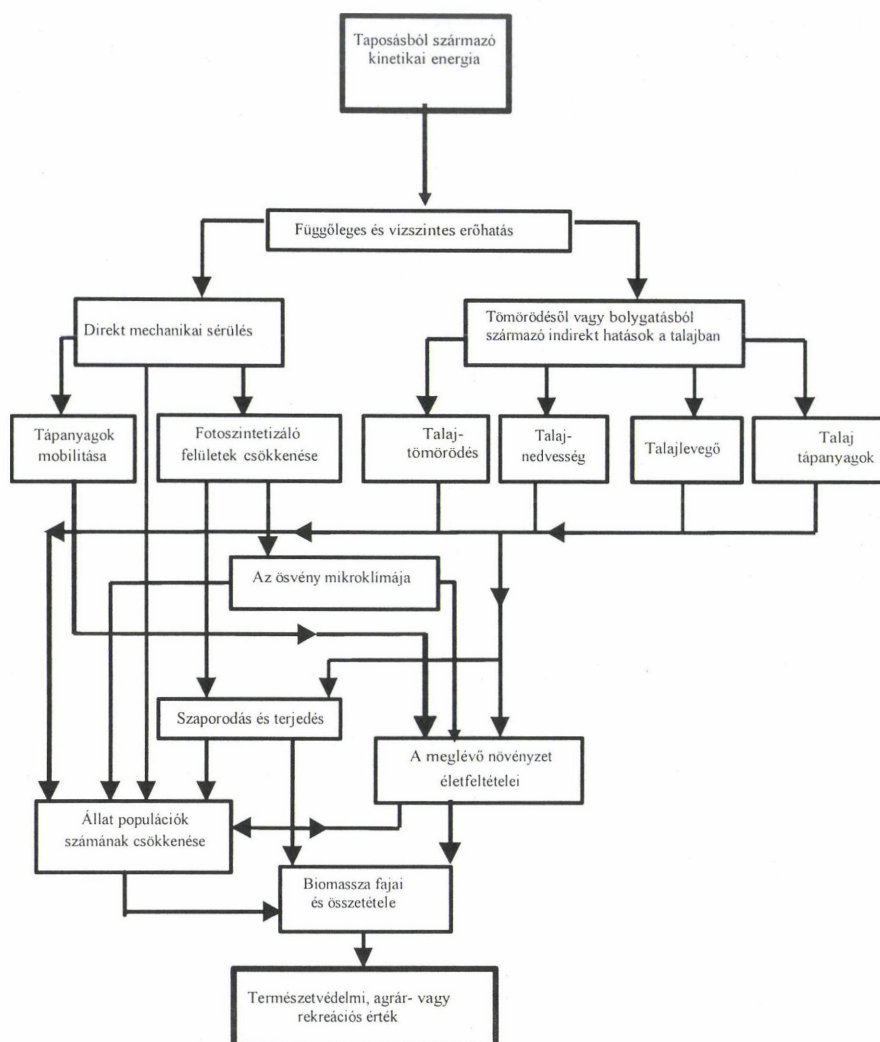 Taposásból származó
kinetikai energia
Függőleges és vízszintes erőhatás
Direkt mechanikai sérülés
Tömörödésől vagy bolygatásból
származó indirekt hatások a talajban
Tápanyagok
mobilitása
Fotoszintetizáló
felületek csökkenése
Talaj-
tömörödés
Talaj-
nedvesség
Talajlevegő
Talaj
tápanyagok
Az ösvény mikroklímája
Szaporodás és terjedés
A meglévő növényzet
életfeltételei
Állat populációk
számának csökkenése
Biomassza fajai
és összetétele
Természetvédelmi, agrár- vagy
rekreációs érték